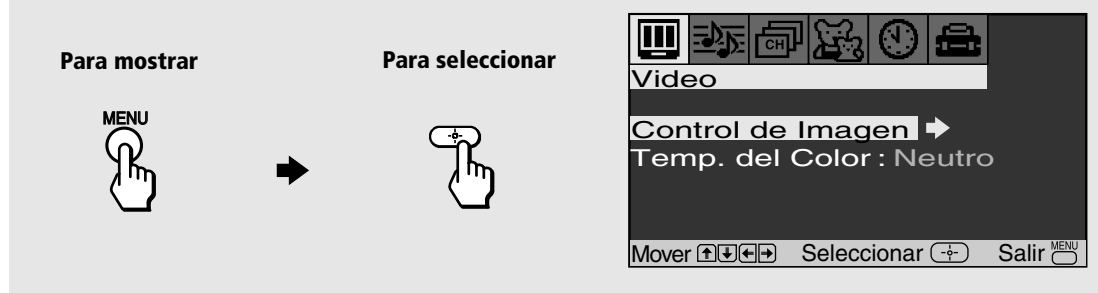 Para mostrar
MENU
Para seleccionar
CH
Video
Control de Imagen
Temp. del Color : Neutro
Mover Seleccionar Salir MENU